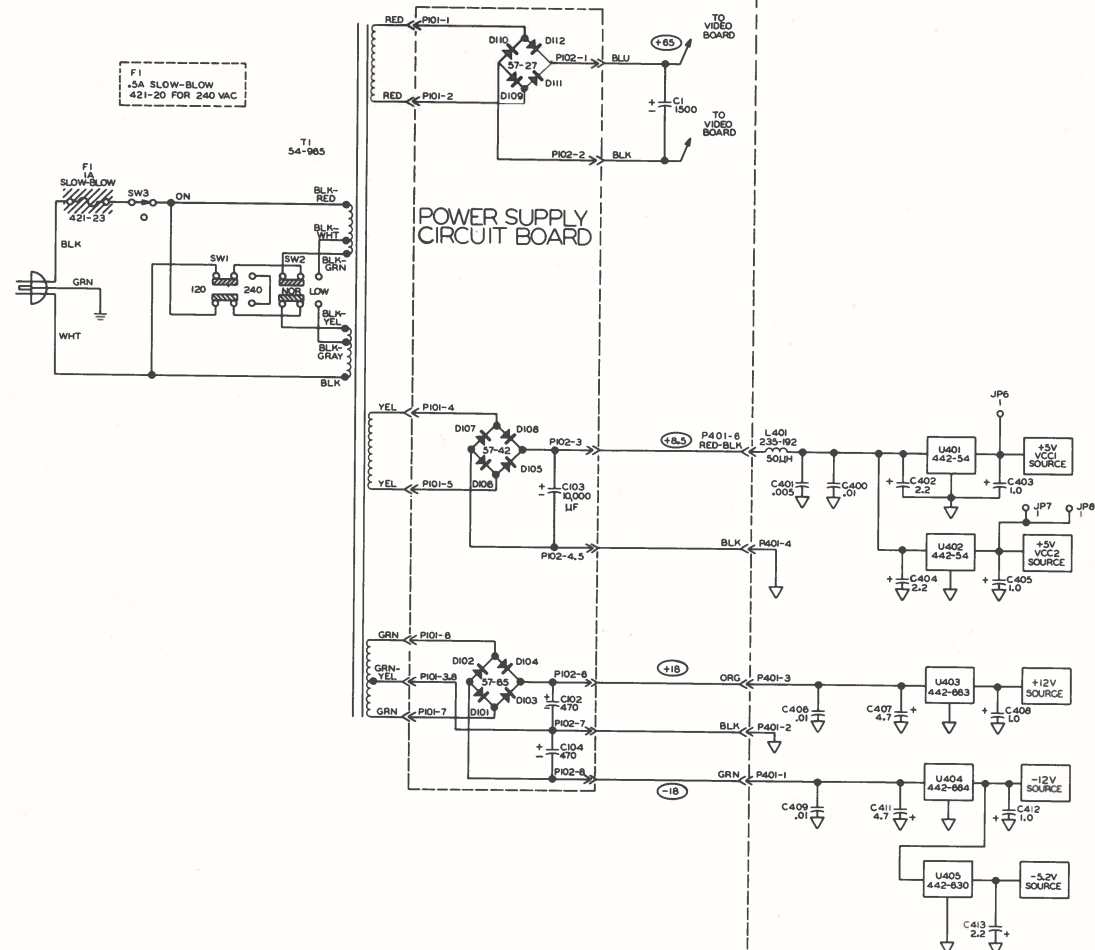 RED
P101-1
D110
D112
57-27
D111
D109
P102-1
BLU
+65
TO
VIDEO
BOARD
+
-
C1
1500
TO
VIDEO
BOARD
RED
P101-2
P102-2
BLK
F1
.5A SLOW-BLOW
421-20 FOR 240 VAC
T1
54-965
F1
1A
SLOW-BLOW
421-23
SW3
ON
BLK-
RED
BLK-
WHT
BLK-
GRN
POWER SUPPLY
CIRCUIT BOARD
BLK
GRN
WHT
SW1
SW2
120
240
NOR
LOW
BLK-
YEL
BLK-
GRAY
BLK
YEL
P101-4
D107
D108
57-42
D105
D106
P102-3
+8.5
P401-6
RED-BLK
L401
235-192
50µH
C401
.005
C400
.01
+
C402
2.2
U401
442-54
JP6
+
C403
1.0
+5V
VCC1
SOURCE
YEL
P101-5
+
-
C103
10,000
µF
P102-4,5
BLK
P401-4
JP7
JP8
+
C404
2.2
U402
442-54
+
C405
1.0
+5V
VCC2
SOURCE
GRN
P101-6
GRN-
YEL
P101-3,8
GRN
P101-7
D102
D104
57-65
D101
D103
P102-6
+18
ORG
P401-3
+
-
C102
470
P102-7
BLK
P401-2
+
-
C104
470
P102-8
-18
GRN
P401-1
C406
.01
C407
4.7
+
U403
442-663
+
C408
1.0
+12V
SOURCE
C409
.01
C411
4.7
+
U404
442-664
+
C412
1.0
-12V
SOURCE
U405
442-630
C413
2.2
+
-5.2V
SOURCE